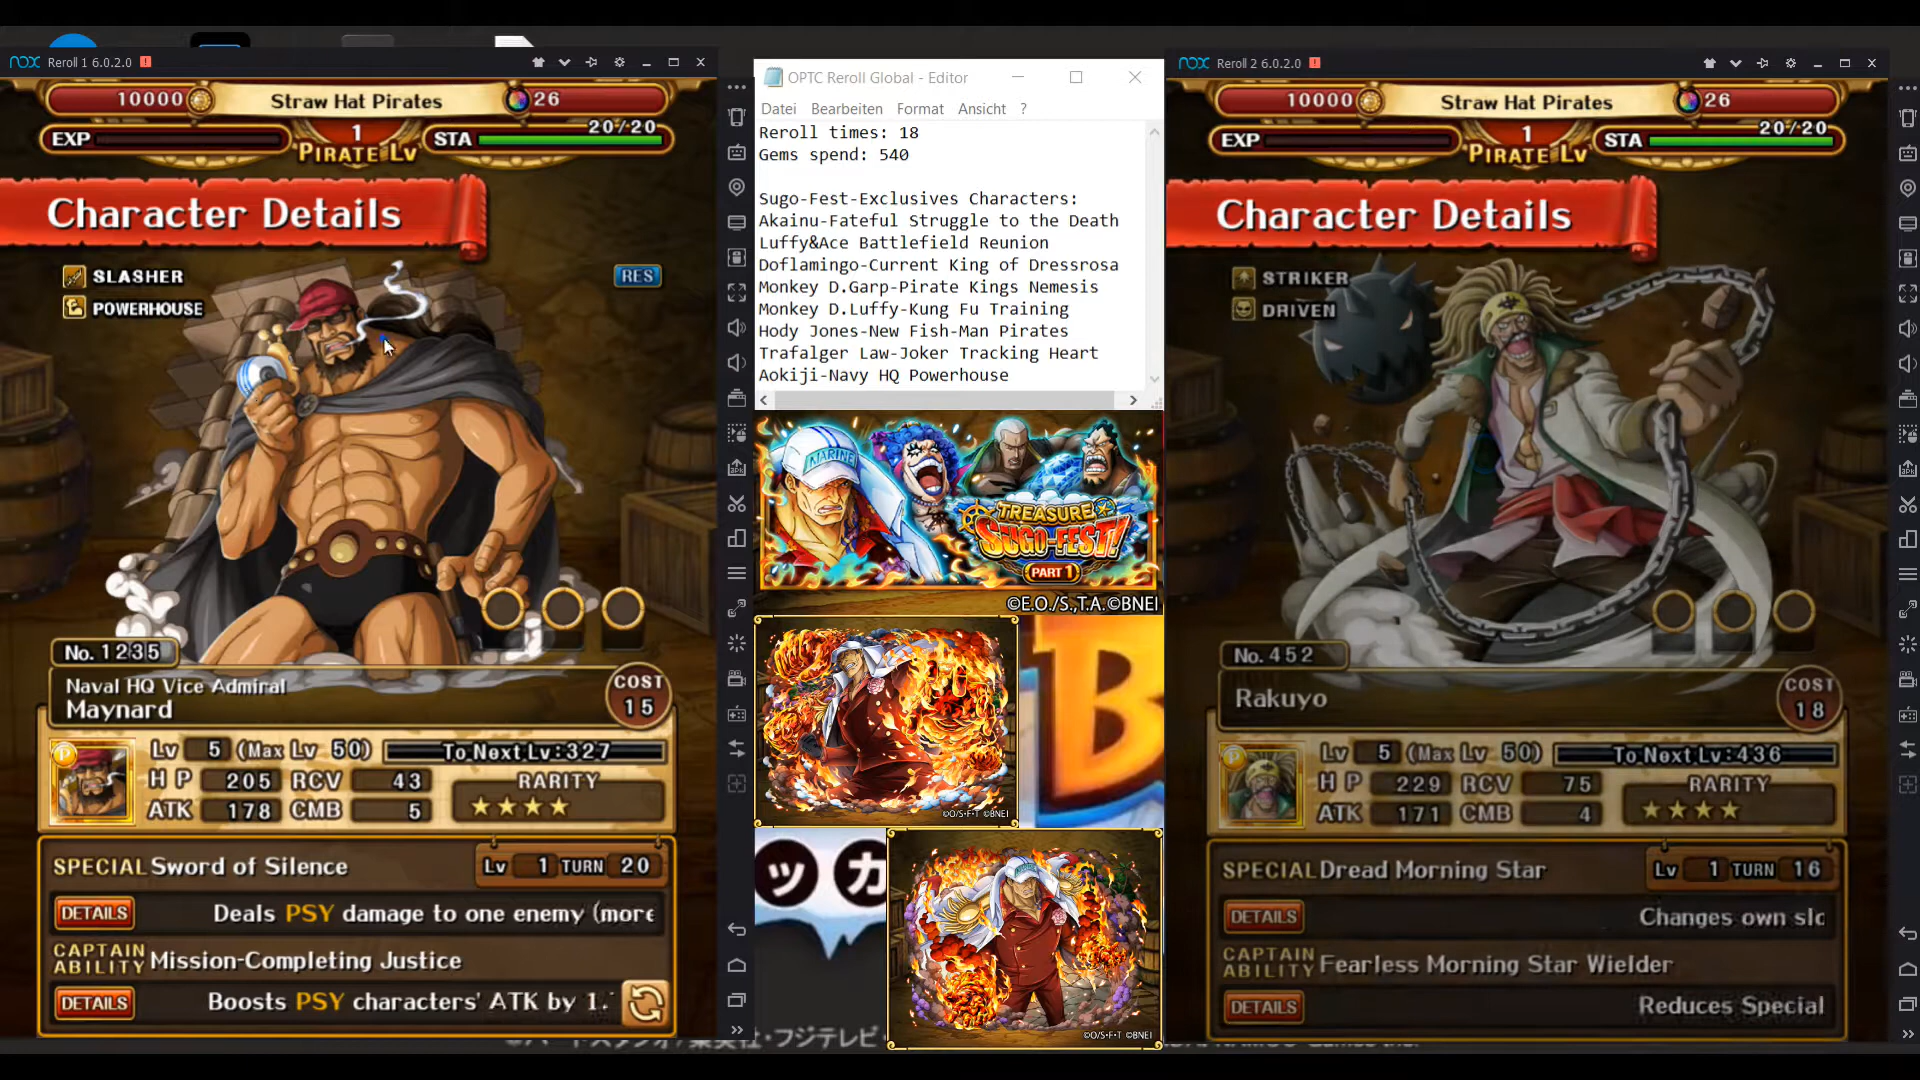 nox Reroll 1 6.0.2.0
10000 Straw Hat Pirates 26
EXP 1 STA 20/20
PIRATE LV
Character Details
SLASHER RES
POWERHOUSE
No.1235
Naval HQ Vice Admiral
Maynard
COST
15
Lv 5 (Max Lv 50) To Next Lv:327
HP 205 RCV 43 RARITY
ATK 178 CMB 5 ★★★★
SPECIAL Sword of Silence Lv 1 TURN 20
DETAILS Deals PSY damage to one enemy (more
CAPTAIN ABILITY Mission-Completing Justice
DETAILS Boosts PSY characters' ATK by 1.
OPTC Reroll Global - Editor
Datei Bearbeiten Format Ansicht ?
Reroll times: 18
Gems spend: 540
Sugo-Fest-Exclusives Characters:
Akainu-Fateful Struggle to the Death
Luffy&Ace Battlefield Reunion
Doflamingo-Current King of Dressrosa
Monkey D.Garp-Pirate Kings Nemesis
Monkey D.Luffy-Kung Fu Training
Hody Jones-New Fish-Man Pirates
Trafalger Law-Joker Tracking Heart
Aokiji-Navy HQ Powerhouse
MARINE
TREASURE
SUGO-FEST!
PART 1
©E.O./S.,T.A.©BNEI
B
©O/S·F·T ©BNEI
ッカ
©O/S·F·T ©BNEI
nox Reroll 2 6.0.2.0
10000 Straw Hat Pirates 26
EXP 1 STA 20/20
PIRATE LV
Character Details
STRIKER
DRIVEN
No.452
Rakuyo
COST
18
Lv 5 (Max Lv 50) To Next Lv:436
HP 229 RCV 75 RARITY
ATK 171 CMB 4 ★★★★
SPECIAL Dread Morning Star Lv 1 TURN 16
DETAILS Changes own slo
CAPTAIN ABILITY Fearless Morning Star Wielder
DETAILS Reduces Special